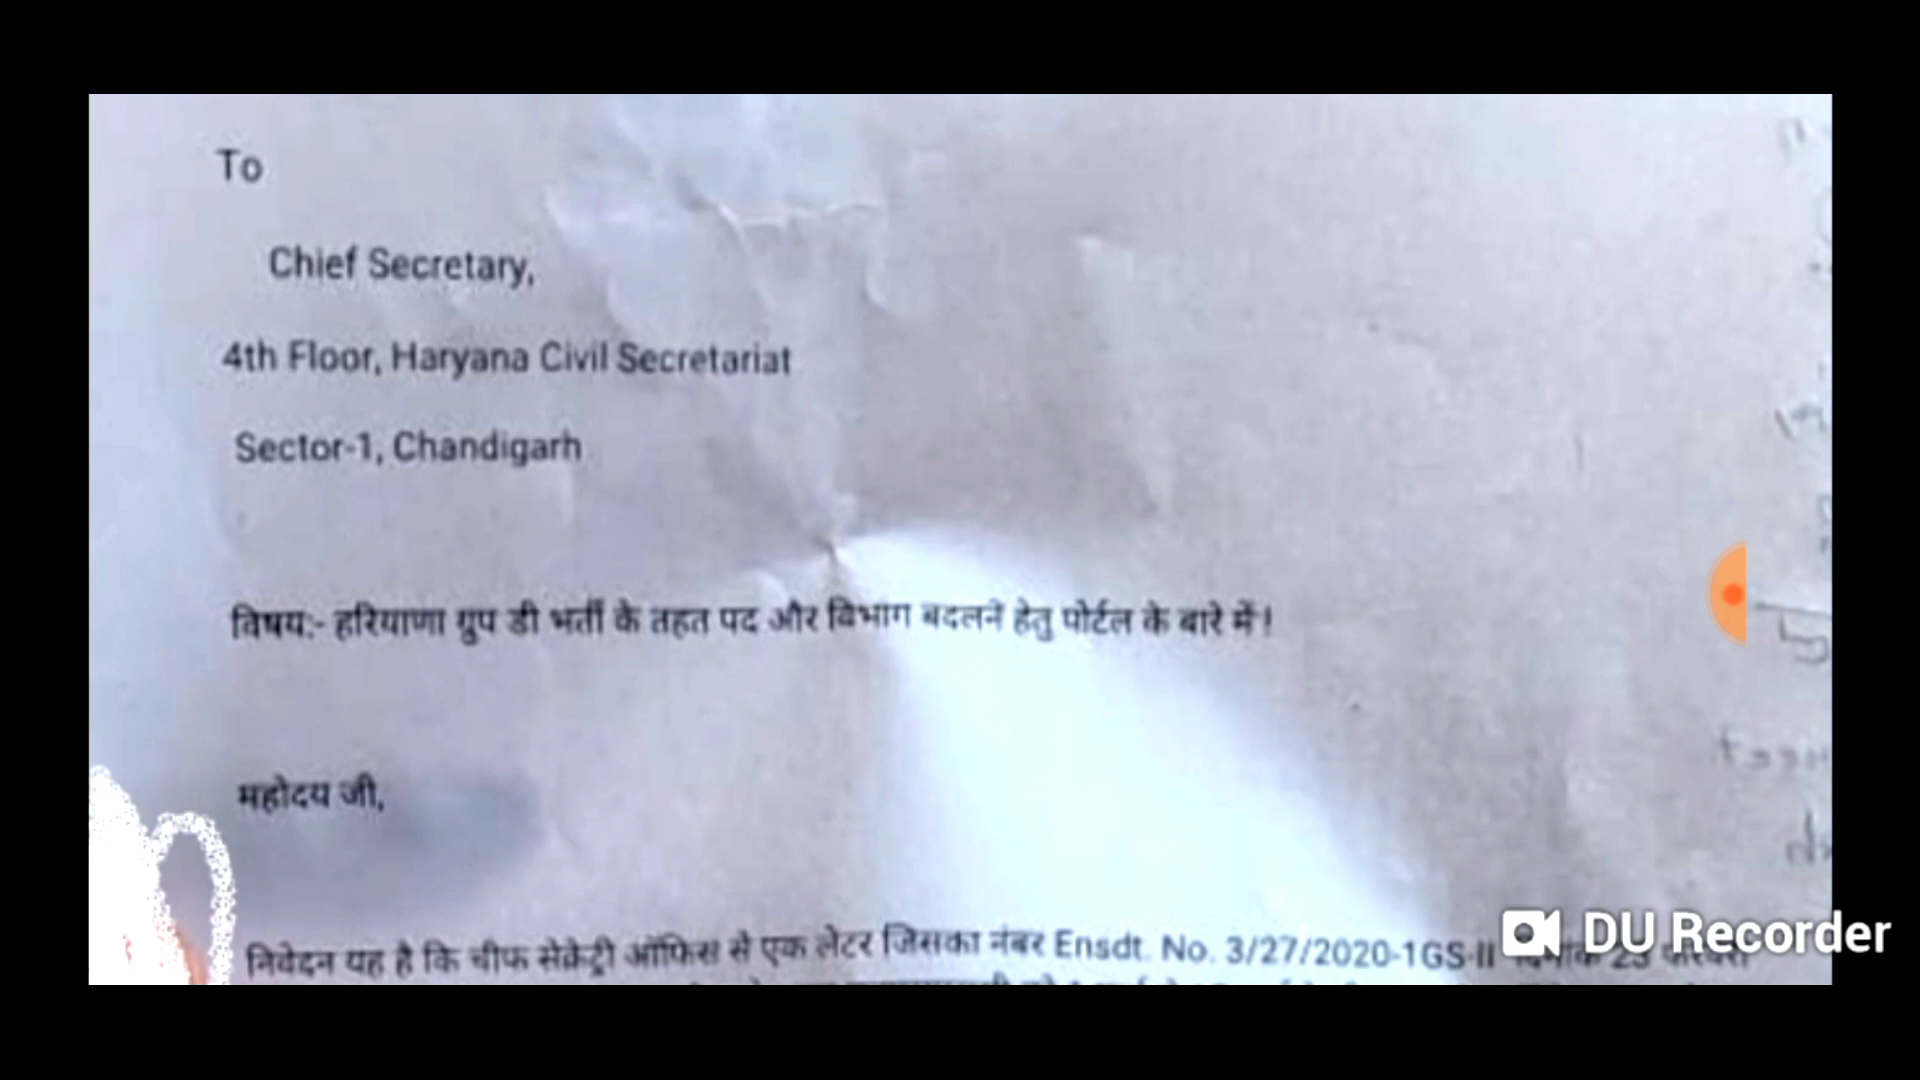 To
Chief Secretary,
4th Floor, Haryana Civil Secretariat
Sector-1, Chandigarh
विषय:- हरियाणा ग्रुप डी भर्ती के तहत पद और विभाग बदलने हेतु पोर्टल के बारे में !
महोदय जी,
निवेदन यह है कि चीफ सेक्रेट्री ऑफिस से एक लेटर जिसका नंबर Ensdt. No. 3/27/2020-1GS-II दिनांक 23
DU Recorder